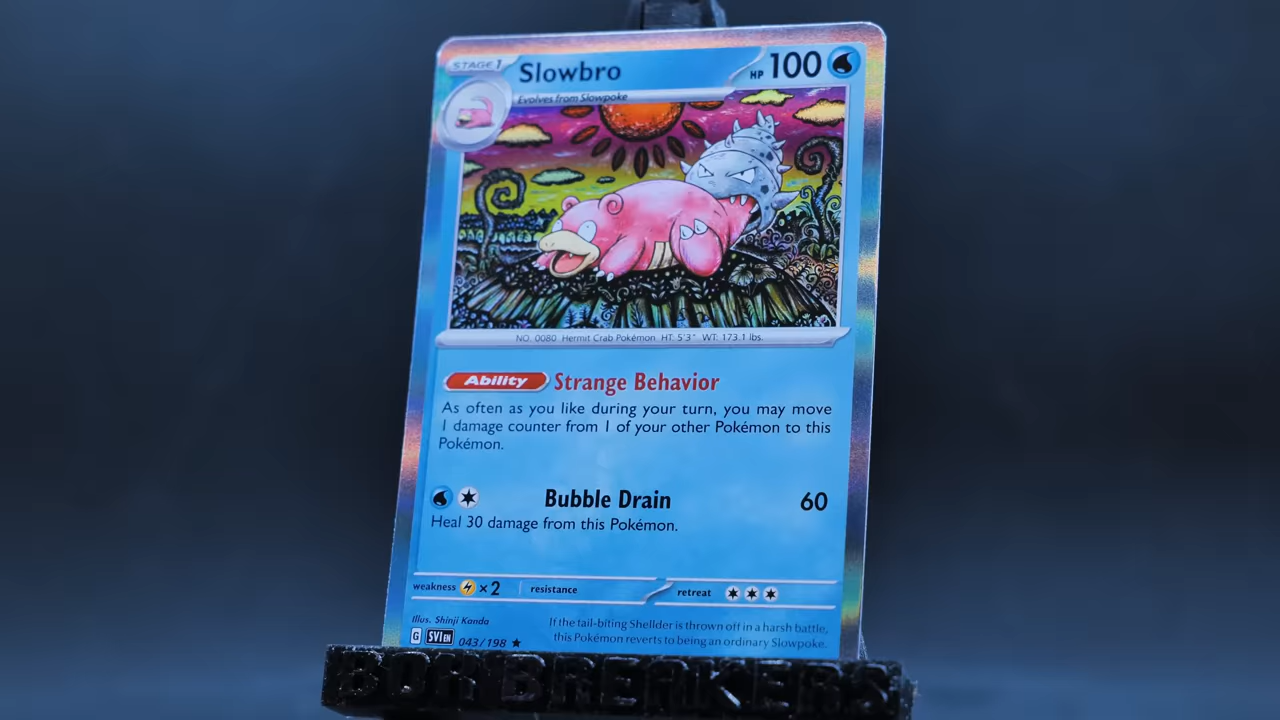 STAGE 1 Slowbro HP 100
Evolves from Slowpoke
NO. 0080 Hermit Crab Pokémon HT: 5'3" WT: 173.1 lbs.
Ability Strange Behavior
As often as you like during your turn, you may move
1 damage counter from 1 of your other Pokémon to this
Pokémon.
Bubble Drain 60
Heal 30 damage from this Pokémon.
weakness ×2 resistance retreat
Illus. Shinji Kanda
If the tail-biting Shellder is thrown off in a harsh battle,
this Pokémon reverts to being an ordinary Slowpoke.
G SVI EN 043/198 ★
BOX BREAKERS